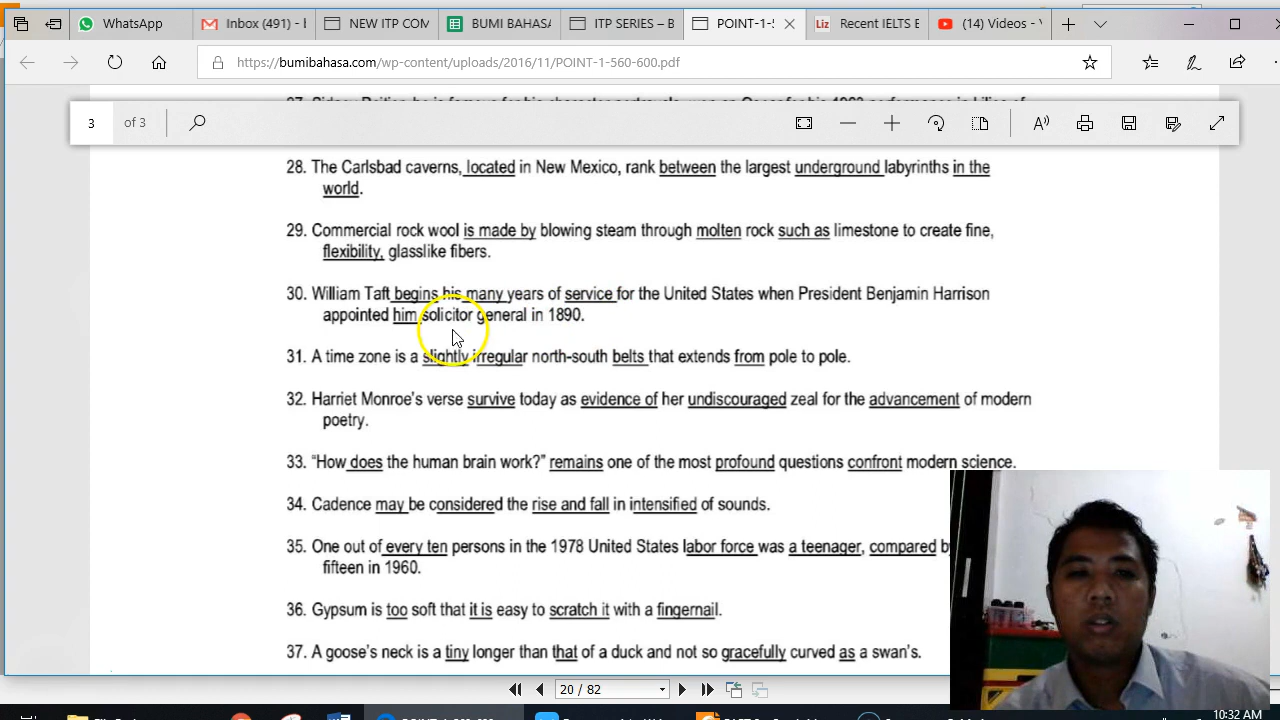 WhatsApp
Inbox (491) -
NEW ITP COM
BUMI BAHASA
ITP SERIES – B
POINT-1-5
Liz
Recent IELTS E
(14) Videos -
https://bumibahasa.com/wp-content/uploads/2016/11/POINT-1-560-600.pdf
3 of 3
28. The Carlsbad caverns, located in New Mexico, rank between the largest underground labyrinths in the
world.
29. Commercial rock wool is made by blowing steam through molten rock such as limestone to create fine,
flexibility, glasslike fibers.
30. William Taft begins his many years of service for the United States when President Benjamin Harrison
appointed him solicitor general in 1890.
31. A time zone is a slightly irregular north-south belts that extends from pole to pole.
32. Harriet Monroe's verse survive today as evidence of her undiscouraged zeal for the advancement of modern
poetry.
33. “How does the human brain work?” remains one of the most profound questions confront modern science.
34. Cadence may be considered the rise and fall in intensified of sounds.
35. One out of every ten persons in the 1978 United States labor force was a teenager, compared
fifteen in 1960.
36. Gypsum is too soft that it is easy to scratch it with a fingernail.
37. A goose's neck is a tiny longer than that of a duck and not so gracefully curved as a swan's.
20 / 82
10:32 AM